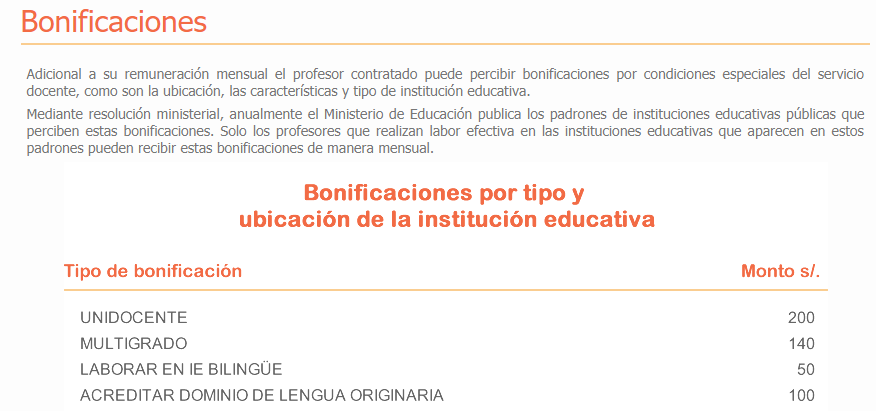 Bonificaciones
Adicional a su remuneración mensual el profesor contratado puede percibir bonificaciones por condiciones especiales del servicio
docente, como son la ubicación, las características y tipo de institución educativa.
Mediante resolución ministerial, anualmente el Ministerio de Educación publica los padrones de instituciones educativas públicas que
perciben estas bonificaciones. Solo los profesores que realizan labor efectiva en las instituciones educativas que aparecen en estos
padrones pueden recibir estas bonificaciones de manera mensual.
Bonificaciones por tipo y
ubicación de la institución educativa
Tipo de bonificación Monto s/.
UNIDOCENTE 200
MULTIGRADO 140
LABORAR EN IE BILINGÜE 50
ACREDITAR DOMINIO DE LENGUA ORIGINARIA 100